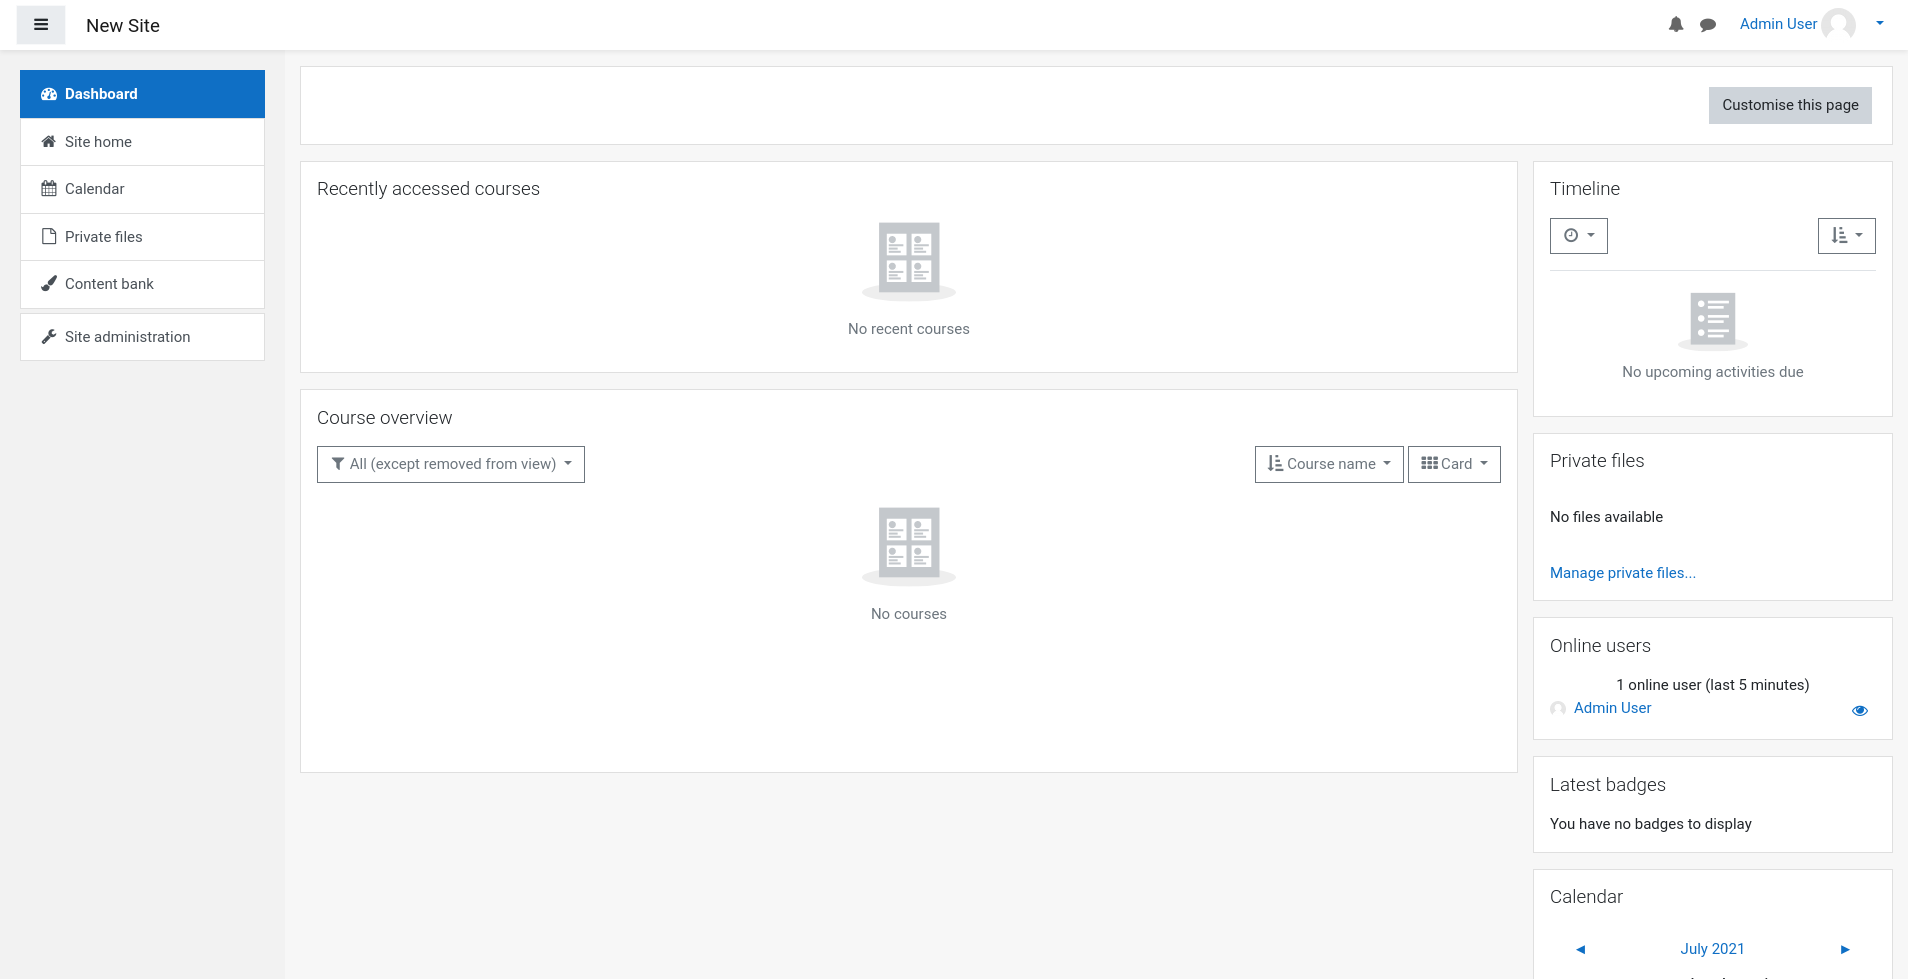 New Site
Admin User
Dashboard
Site home
Calendar
Private files
Content bank
Site administration
Customise this page
Recently accessed courses
No recent courses
Course overview
All (except removed from view)
Course name
Card
No courses
Timeline
No upcoming activities due
Private files
No files available
Manage private files...
Online users
1 online user (last 5 minutes)
Admin User
Latest badges
You have no badges to display
Calendar
◄ July 2021 ►